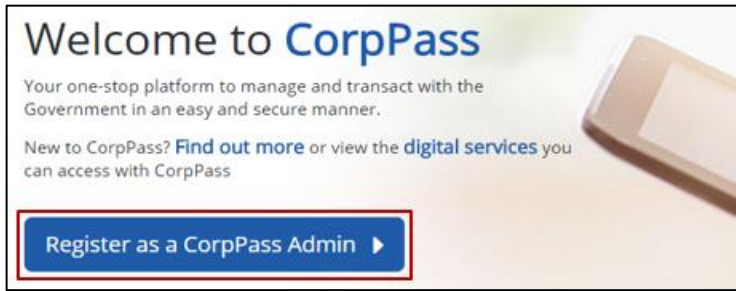 Welcome to CorpPass
Your one-stop platform to manage and transact with the
Government in an easy and secure manner.
New to CorpPass? Find out more or view the digital services you
can access with CorpPass
Register as a CorpPass Admin